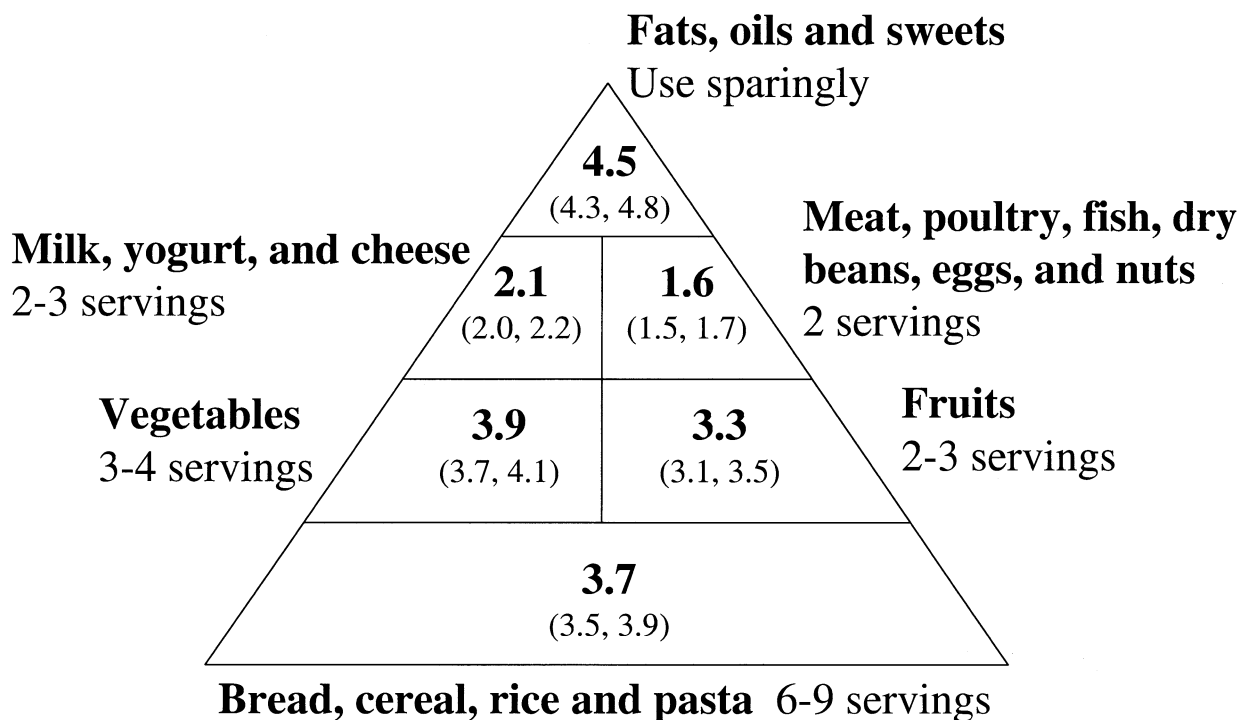 Fats, oils and sweets
Use sparingly
4.5
(4.3, 4.8)
Milk, yogurt, and cheese
2-3 servings
2.1
(2.0, 2.2)
1.6
(1.5, 1.7)
Meat, poultry, fish, dry
beans, eggs, and nuts
2 servings
Vegetables
3-4 servings
3.9
(3.7, 4.1)
3.3
(3.1, 3.5)
Fruits
2-3 servings
3.7
(3.5, 3.9)
Bread, cereal, rice and pasta 6-9 servings